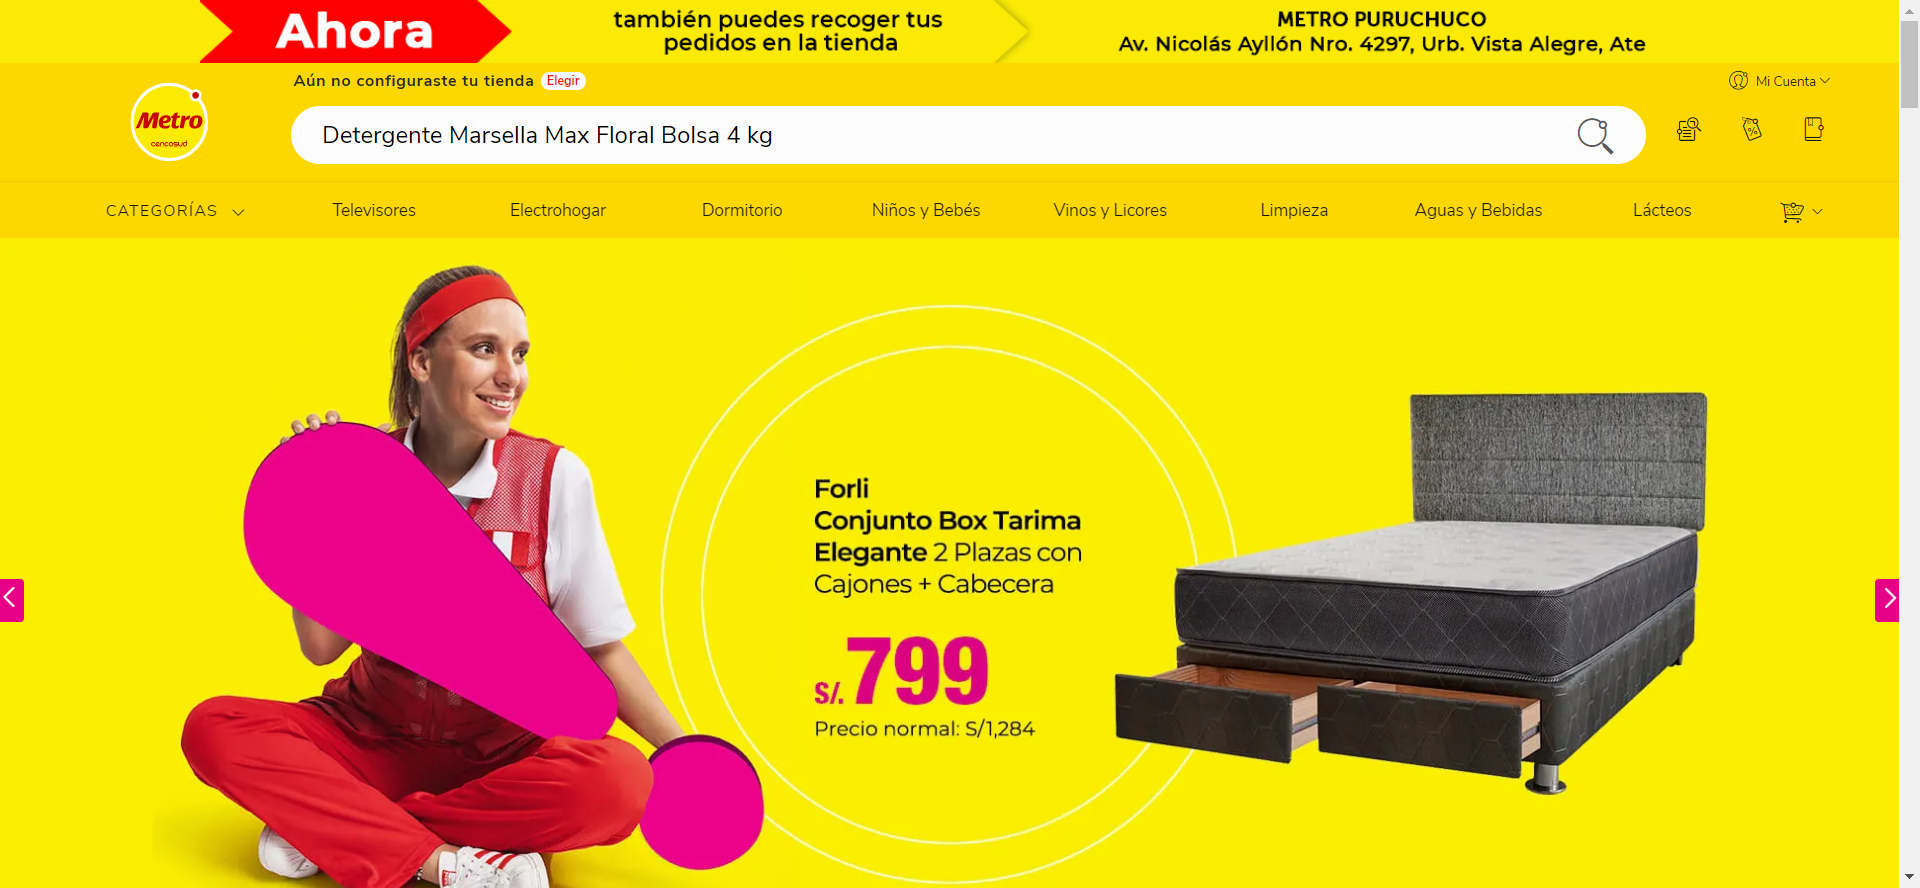 Ahora
también puedes recoger tus
pedidos en la tienda
METRO PURUCHUCO
Av. Nicolás Ayllón Nro. 4297, Urb. Vista Alegre, Ate
Aún no configuraste tu tienda Elegir
Mi Cuenta
Metro
cencosud
Detergente Marsella Max Floral Bolsa 4 kg
CATEGORÍAS
Televisores
Electrohogar
Dormitorio
Niños y Bebés
Vinos y Licores
Limpieza
Aguas y Bebidas
Lácteos
Forli
Conjunto Box Tarima
Elegante 2 Plazas con
Cajones + Cabecera
S/. 799
Precio normal: S/1,284